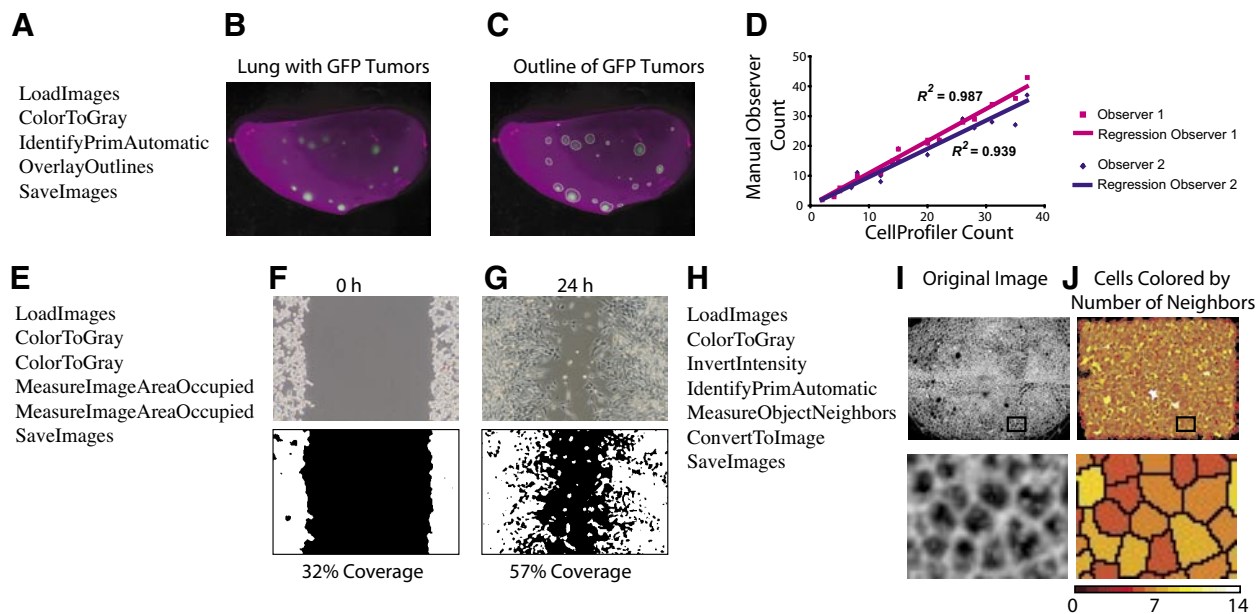 A
LoadImages
ColorToGray
IdentifyPrimAutomatic
OverlayOutlines
SaveImages
B
Lung with GFP Tumors
C
Outline of GFP Tumors
D
Manual Observer
Count
50
40
30
20
10
0
0
10
20
30
40
CellProfiler Count
R² = 0.987
R² = 0.939
Observer 1
Regression Observer 1
Observer 2
Regression Observer 2
E
LoadImages
ColorToGray
ColorToGray
MeasureImageAreaOccupied
MeasureImageAreaOccupied
SaveImages
F
0 h
32% Coverage
G
24 h
57% Coverage
H
LoadImages
ColorToGray
InvertIntensity
IdentifyPrimAutomatic
MeasureObjectNeighbors
ConvertToImage
SaveImages
I
Original Image
J
Cells Colored by
Number of Neighbors
0 7 14